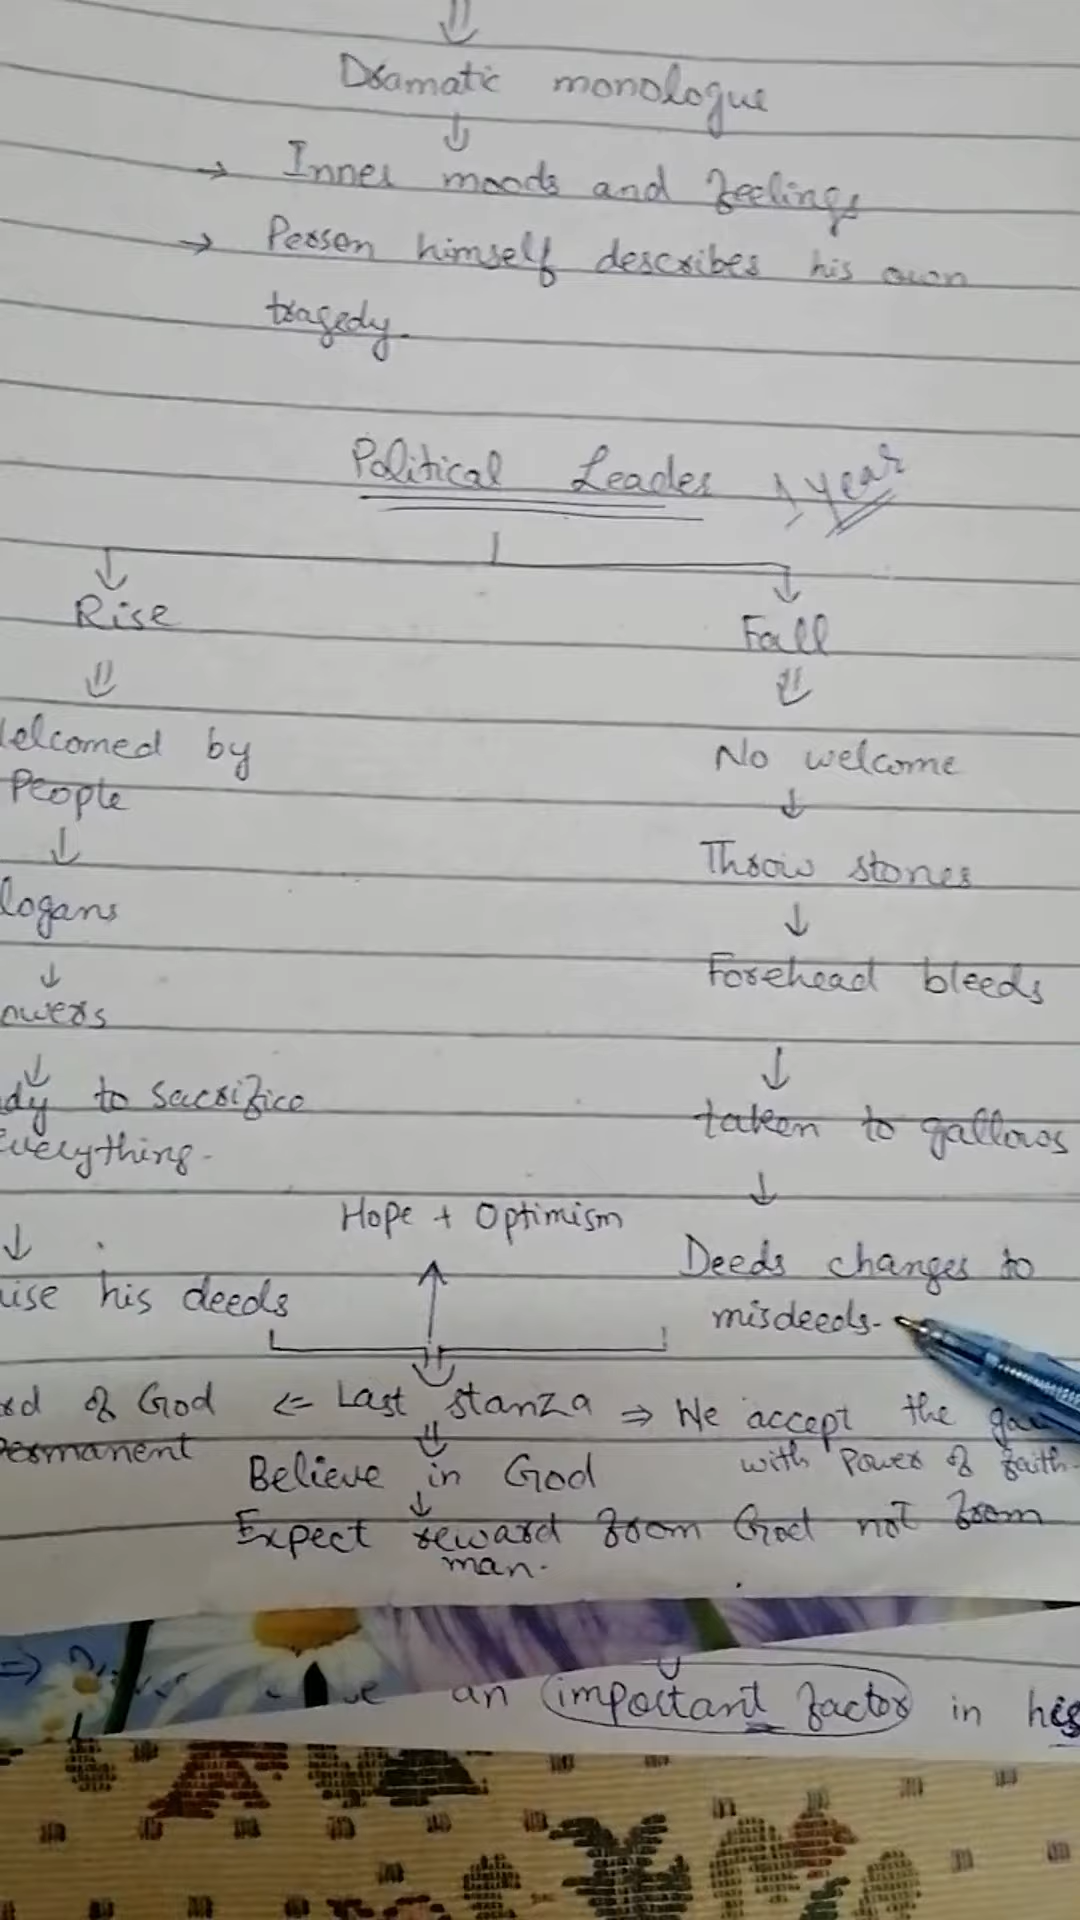 Dramatic monologue
→ Inner moods and feelings
→ Person himself describes his own
tragedy.
Political Leader 1 year
Rise
Fall
elcomed by
People
No welcome
logans
Throw stones
owers
Forehead bleeds
dy to sacrifice
everything.
taken to gallows
Hope + Optimism
ise his deeds
Deeds changes to
misdeeds.
rd of God ⇐ Last stanza ⇒ We accept the
Permanent
with Power of faith.
Believe in God
Expect reward from God not from
man.
an important factor in his